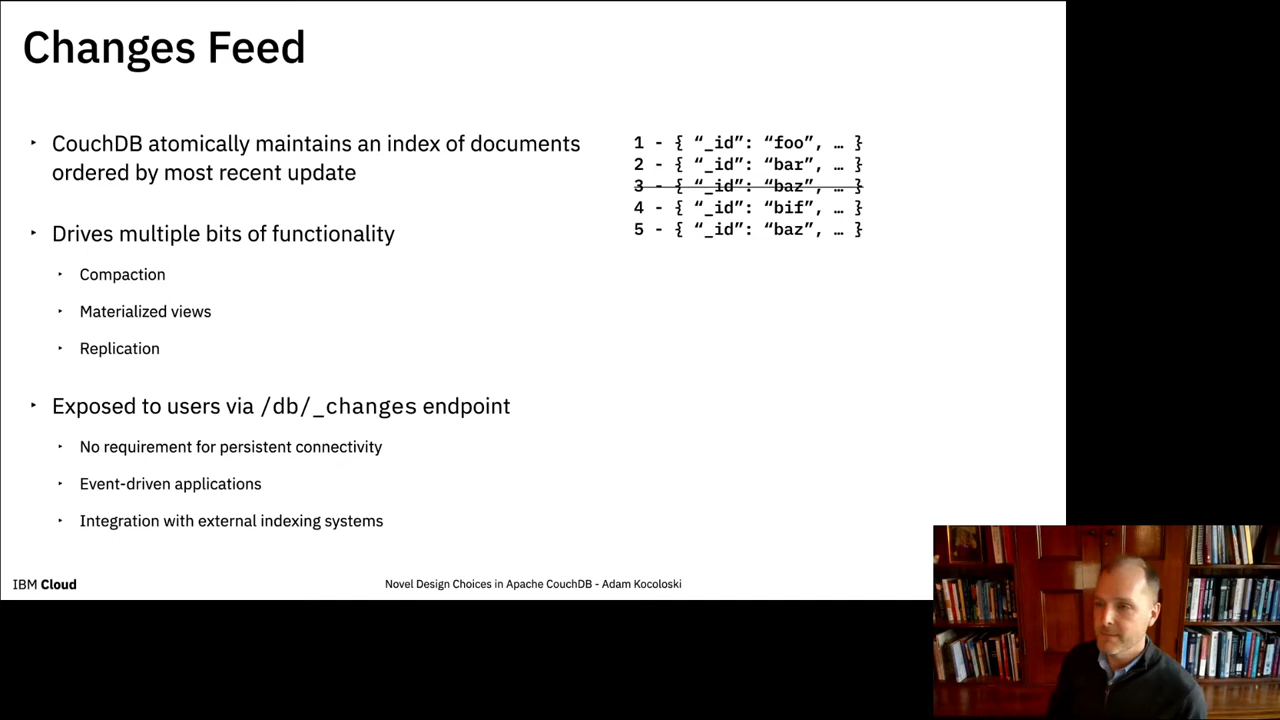 Changes Feed
‣ CouchDB atomically maintains an index of documents
ordered by most recent update
‣ Drives multiple bits of functionality
‣ Compaction
‣ Materialized views
‣ Replication
‣ Exposed to users via /db/_changes endpoint
‣ No requirement for persistent connectivity
‣ Event-driven applications
‣ Integration with external indexing systems
1 - { “_id”: “foo”, … }
2 - { “_id”: “bar”, … }
3 - { “_id”: “baz”, … }
4 - { “_id”: “bif”, … }
5 - { “_id”: “baz”, … }
IBM Cloud
Novel Design Choices in Apache CouchDB - Adam Kocoloski